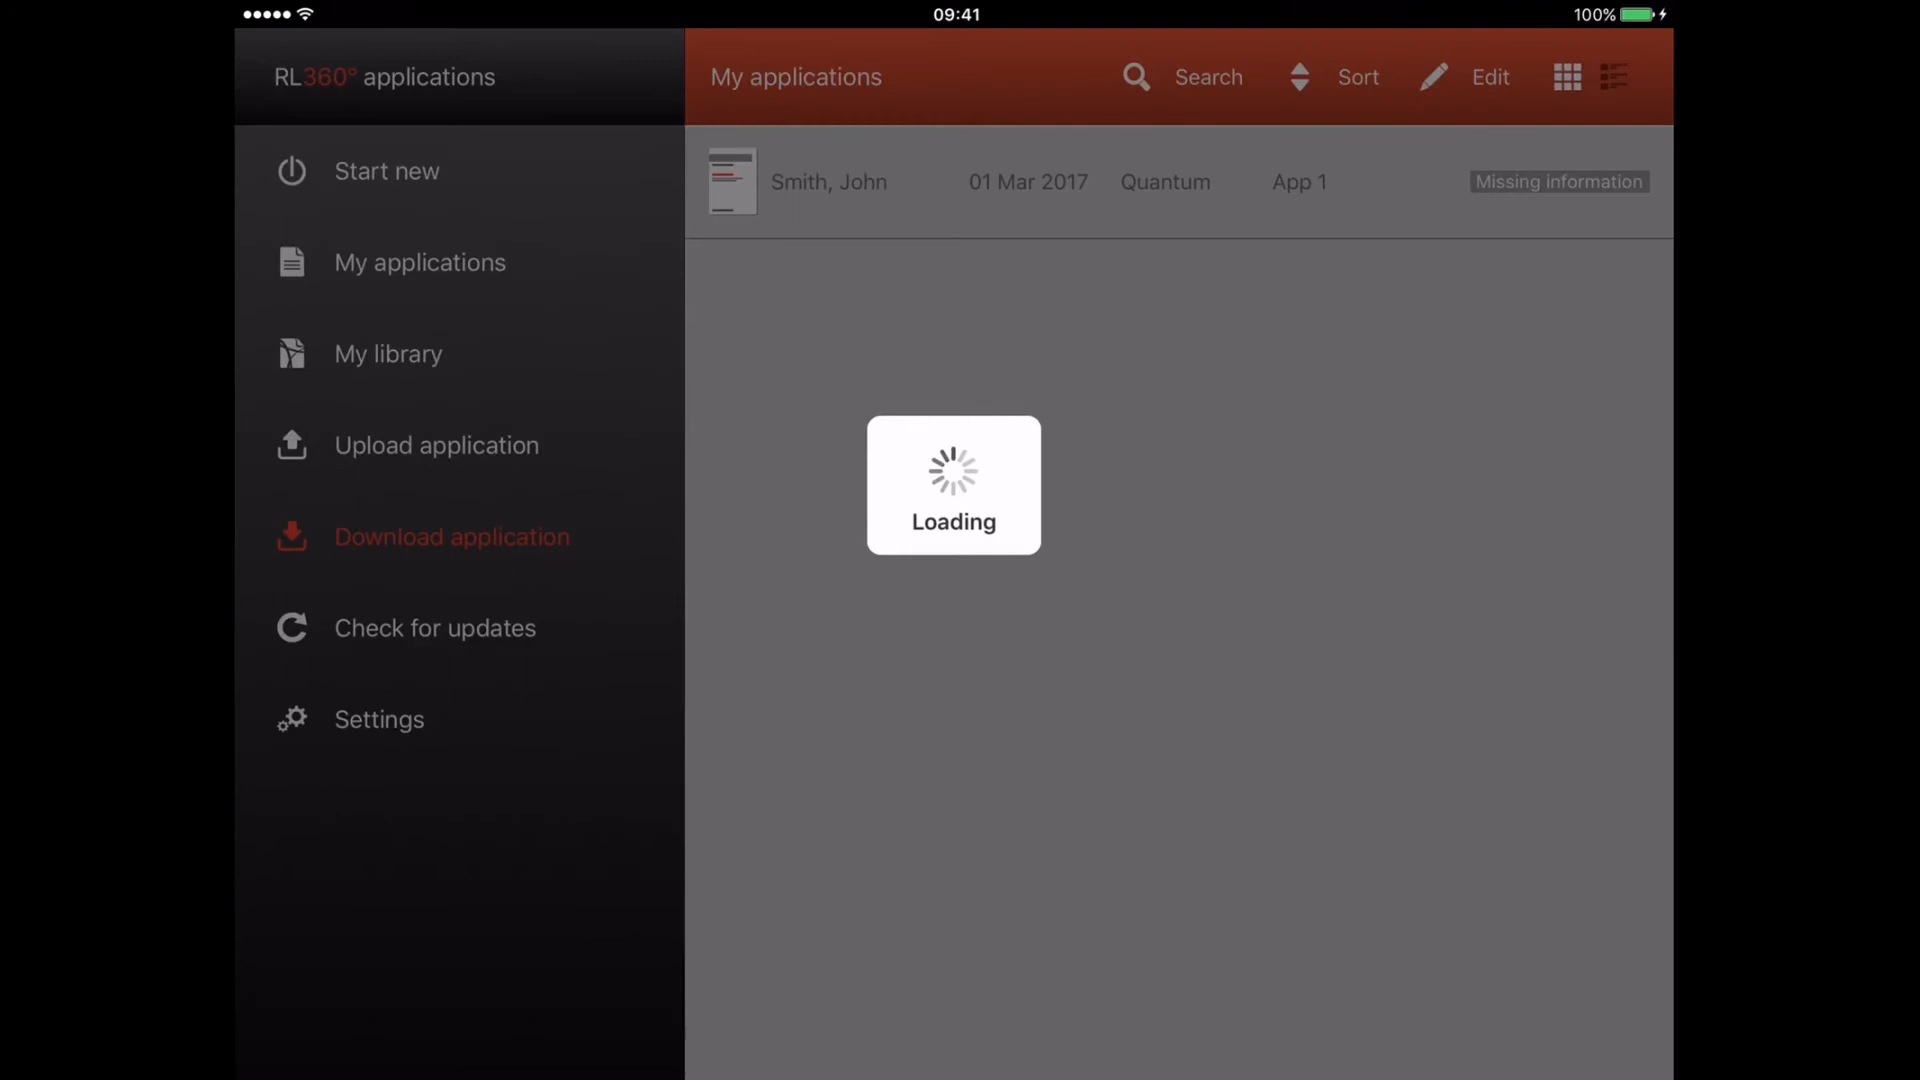 09:41
100%
RL360° applications
My applications
Search
Sort
Edit
Start new
My applications
My library
Upload application
Download application
Check for updates
Settings
Smith, John
01 Mar 2017
Quantum
App 1
Missing information
Loading